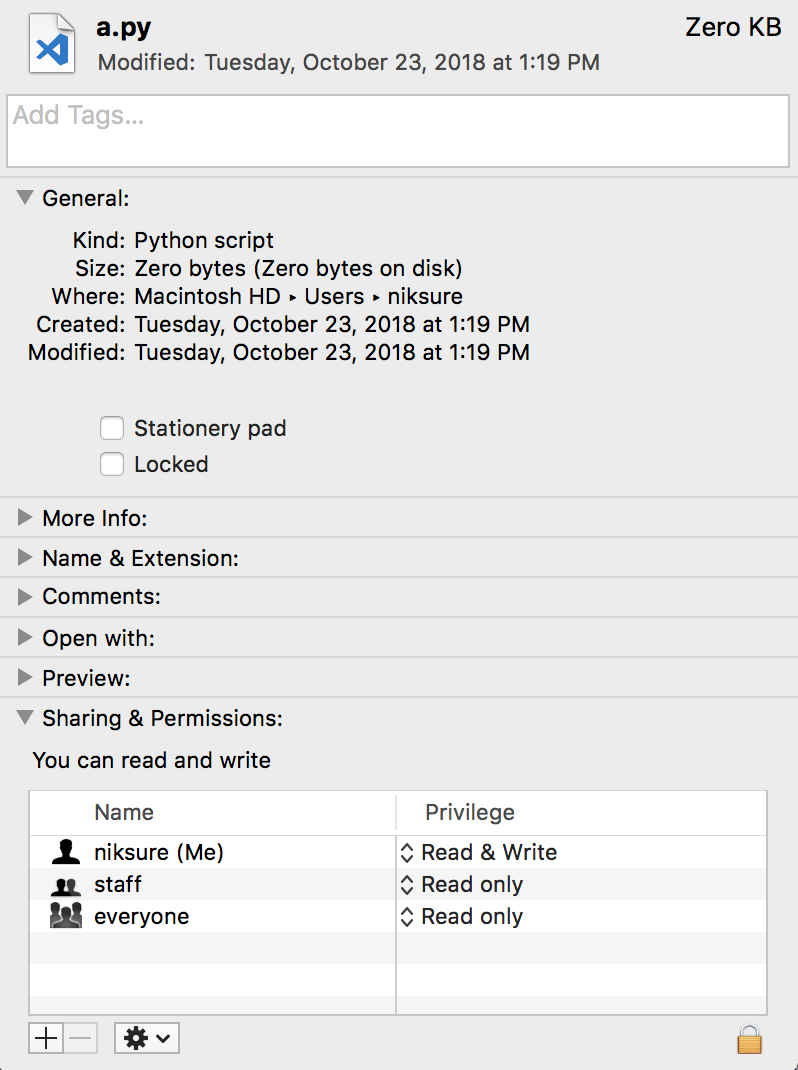 a.py
Zero KB
Modified: Tuesday, October 23, 2018 at 1:19 PM
Add Tags...
General:
Kind: Python script
Size: Zero bytes (Zero bytes on disk)
Where: Macintosh HD ▸ Users ▸ niksure
Created: Tuesday, October 23, 2018 at 1:19 PM
Modified: Tuesday, October 23, 2018 at 1:19 PM
Stationery pad
Locked
More Info:
Name & Extension:
Comments:
Open with:
Preview:
Sharing & Permissions:
You can read and write
Name Privilege
niksure (Me) Read & Write
staff Read only
everyone Read only